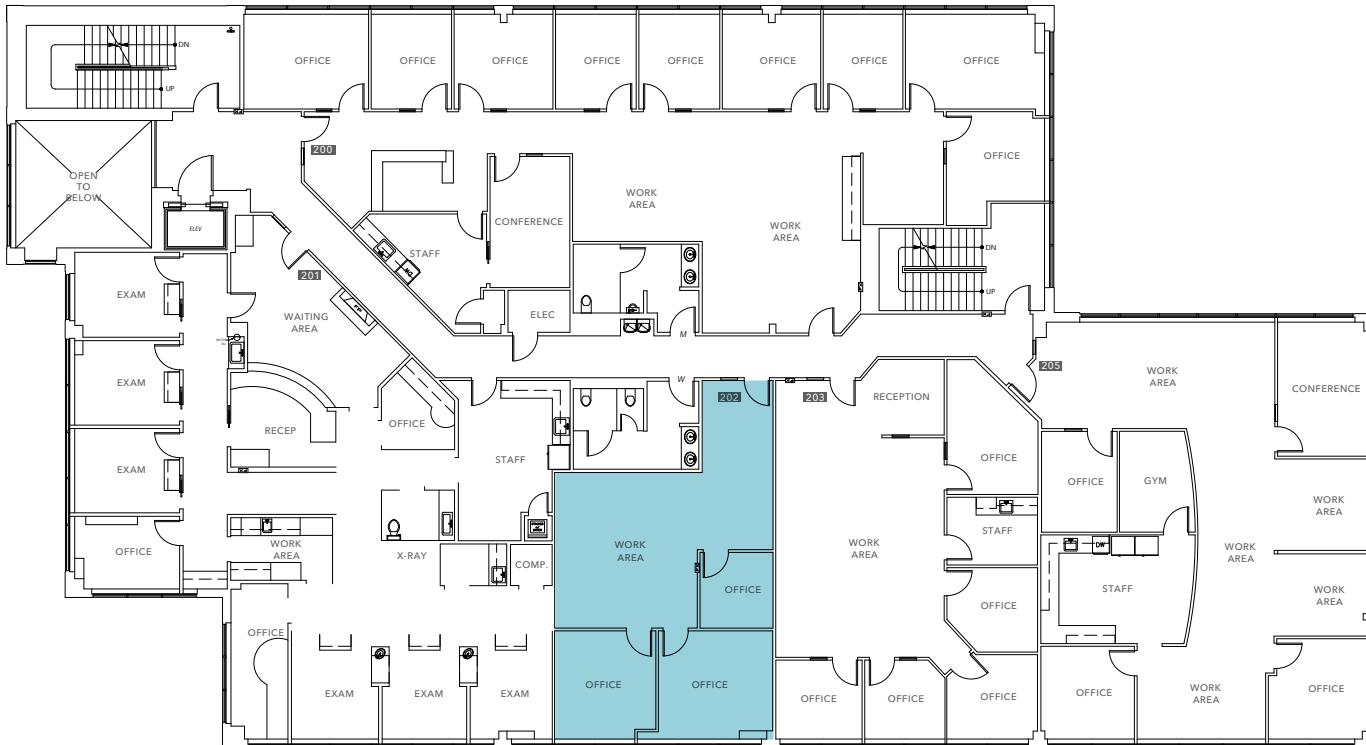 DN
UP
OFFICE
OFFICE
OFFICE
OFFICE
OFFICE
OFFICE
OFFICE
OFFICE
200
OPEN
TO
BELOW
ELEV
CONFERENCE
WORK
AREA
WORK
AREA
OFFICE
STAFF
DN
UP
201
EXAM
WAITING
AREA
ELEC
M
W
205
WORK
AREA
CONFERENCE
EXAM
RECEP
OFFICE
202
203
RECEPTION
EXAM
STAFF
OFFICE
OFFICE
GYM
WORK
AREA
OFFICE
WORK
AREA
X-RAY
COMP.
WORK
AREA
WORK
AREA
STAFF
DW
WORK
AREA
STAFF
WORK
AREA
OFFICE
OFFICE
OFFICE
EXAM
EXAM
EXAM
OFFICE
OFFICE
OFFICE
OFFICE
OFFICE
OFFICE
WORK
AREA
OFFICE